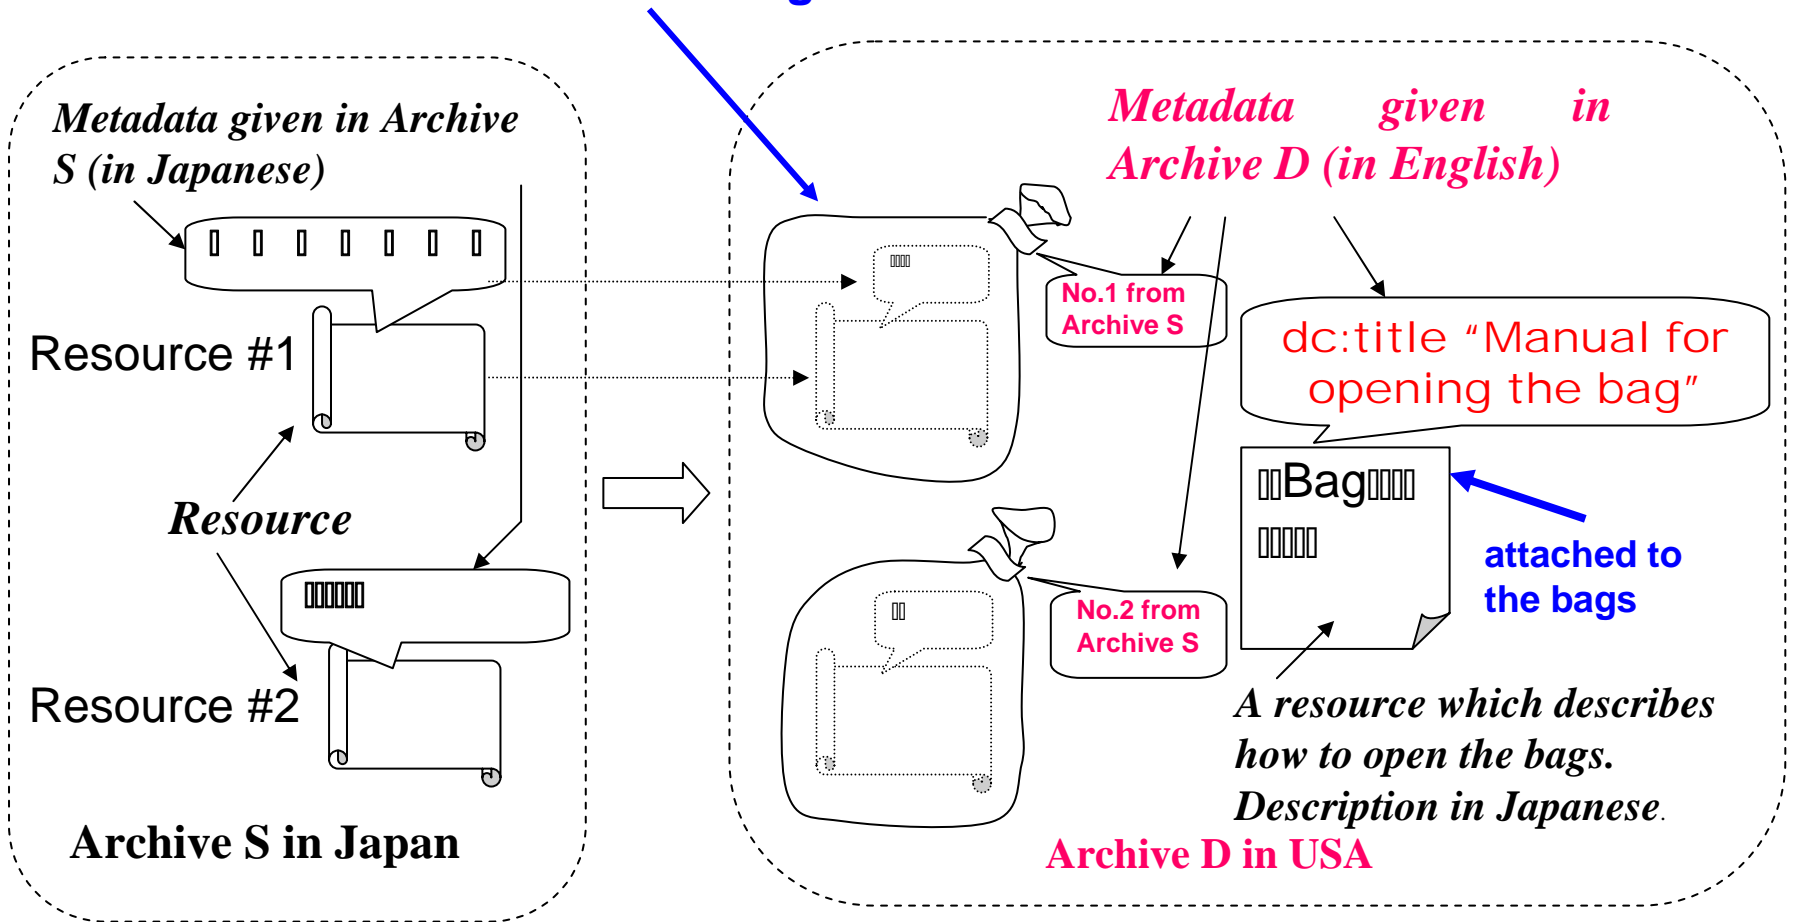 Metadata given in Archive
S (in Japanese)
Resource #1
Resource
Resource #2
Archive S in Japan
Metadata given in
Archive D (in English)
No.1 from
Archive S
dc:title “Manual for
opening the bag”
Bag
attached to
the bags
No.2 from
Archive S
A resource which describes
how to open the bags.
Description in Japanese.
Archive D in USA